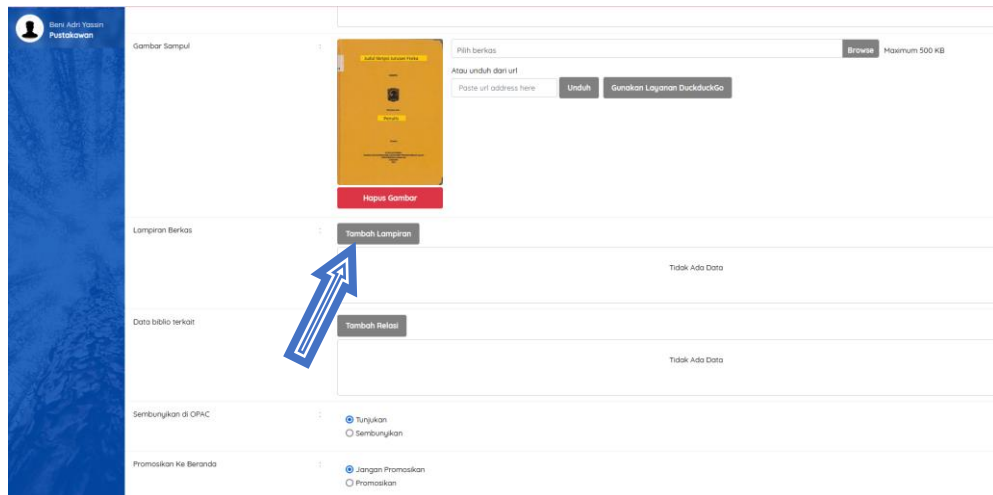 Beni Adri Yassin
Pustakawan
Gambar Sampul :
Pilih berkas
Browse
Maximum 500 KB
Atau unduh dari url
Paste url address here
Unduh
Gunakan Layanan DuckduckGo
Hapus Gambar
Lampiran Berkas :
Tambah Lampiran
Tidak Ada Data
Data biblio terkait :
Tambah Relasi
Tidak Ada Data
Sembunyikan di OPAC :
Tunjukan
Sembunyikan
Promosikan Ke Beranda :
Jangan Promosikan
Promosikan